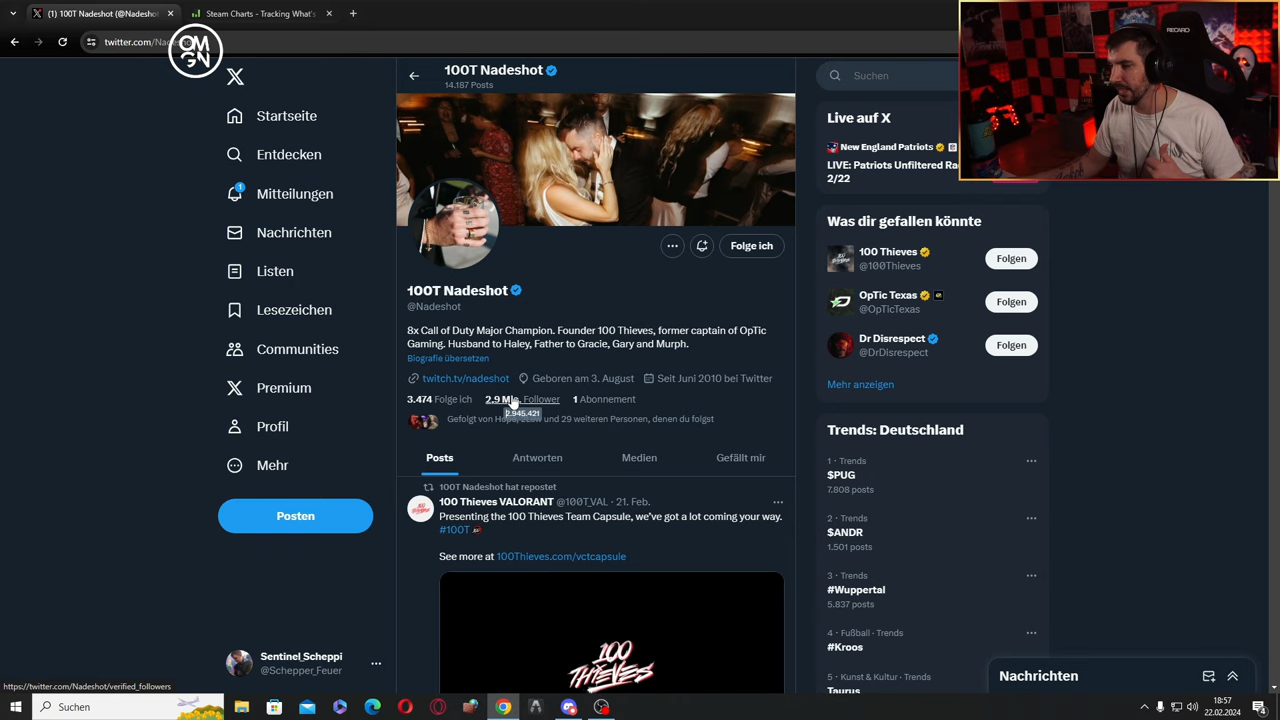 (1) 100T Nadeshot (@Nadeshot
Steam Charts - Tracking What's
twitter.com/Nadeshot
OMGN
RECARO
100T Nadeshot
14.187 Posts
Startseite
Entdecken
1
Mitteilungen
Nachrichten
Listen
Lesezeichen
Communities
Premium
Profil
Mehr
Posten
Sentinel_Scheppi
@Schepper_Feuer
Folge ich
100T Nadeshot
@Nadeshot
8x Call of Duty Major Champion. Founder 100 Thieves, former captain of OpTic
Gaming. Husband to Haley, Father to Gracie, Gary and Murph.
Biografie übersetzen
twitch.tv/nadeshot Geboren am 3. August Seit Juni 2010 bei Twitter
3.474 Folge ich 2,9 Mio. Follower 1 Abonnement
2.945.421
Gefolgt von und 29 weiteren Personen, denen du folgst
Posts Antworten Medien Gefällt mir
100T Nadeshot hat repostet
100 Thieves VALORANT @100T_VAL · 21. Feb.
Presenting the 100 Thieves Team Capsule, we've got a lot coming your way.
#100T
See more at 100Thieves.com/vctcapsule
100
THIEVES
Suchen
Live auf X
New England Patriots
LIVE: Patriots Unfiltered
2/22
Was dir gefallen könnte
100 Thieves
@100Thieves
Folgen
OpTic Texas
@OpTicTexas
Folgen
Dr Disrespect
@DrDisrespect
Folgen
Mehr anzeigen
Trends: Deutschland
1 · Trends
$PUG
7.808 posts
2 · Trends
$ANDR
1.501 posts
3 · Trends
#Wuppertal
5.837 posts
4 · Fußball · Trends
#Kroos
5 · Kunst & Kultur · Trends
Taurus
Nachrichten
https://twitter.com/Nadeshot/verified_followers
Suchen
18:57
22.02.2024
4